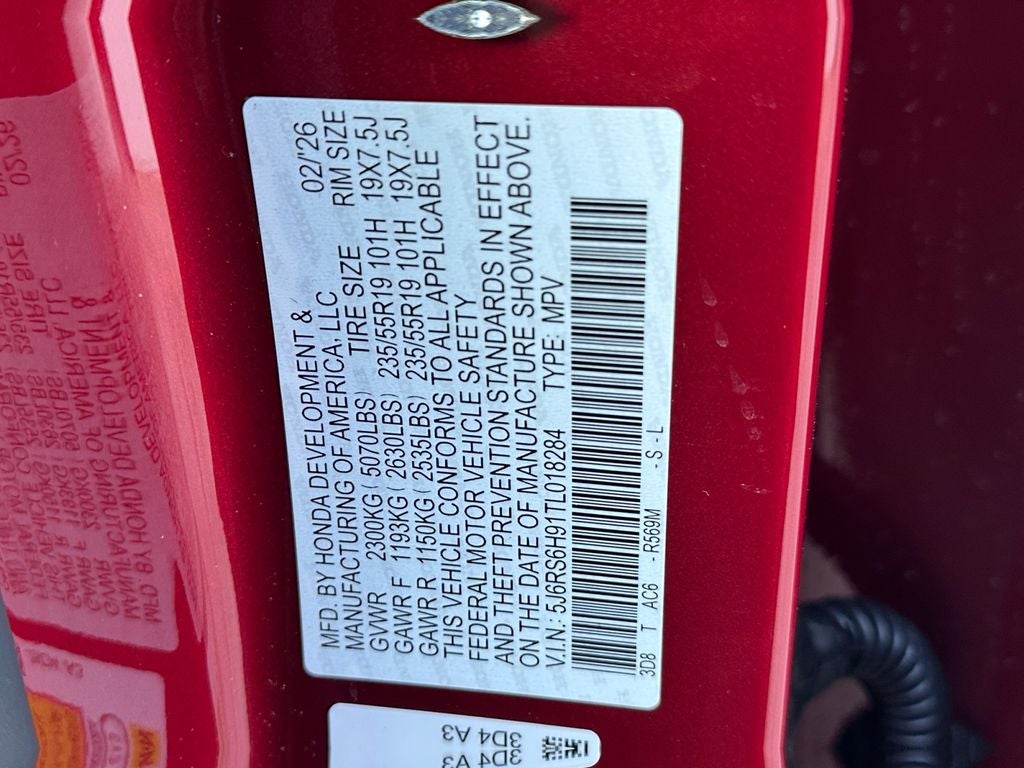 MFD. BY HONDA DEVELOPMENT & 02/'26
MANUFACTURING OF AMERICA, LLC RIM SIZE
GVWR 2300KG ( 5070LBS) TIRE SIZE
GAWR F 1193KG ( 2630LBS) 235/55R19 101H 19X7.5J
GAWR R 1150KG ( 2535LBS) 235/55R19 101H 19X7.5J
THIS VEHICLE CONFORMS TO ALL APPLICABLE
FEDERAL MOTOR VEHICLE SAFETY
AND THEFT PREVENTION STANDARDS IN EFFECT
ON THE DATE OF MANUFACTURE SHOWN ABOVE.
V.I.N.: 5J6RS6H91TL018284 TYPE: MPV
3D8 T AC6 - R569M - S - L